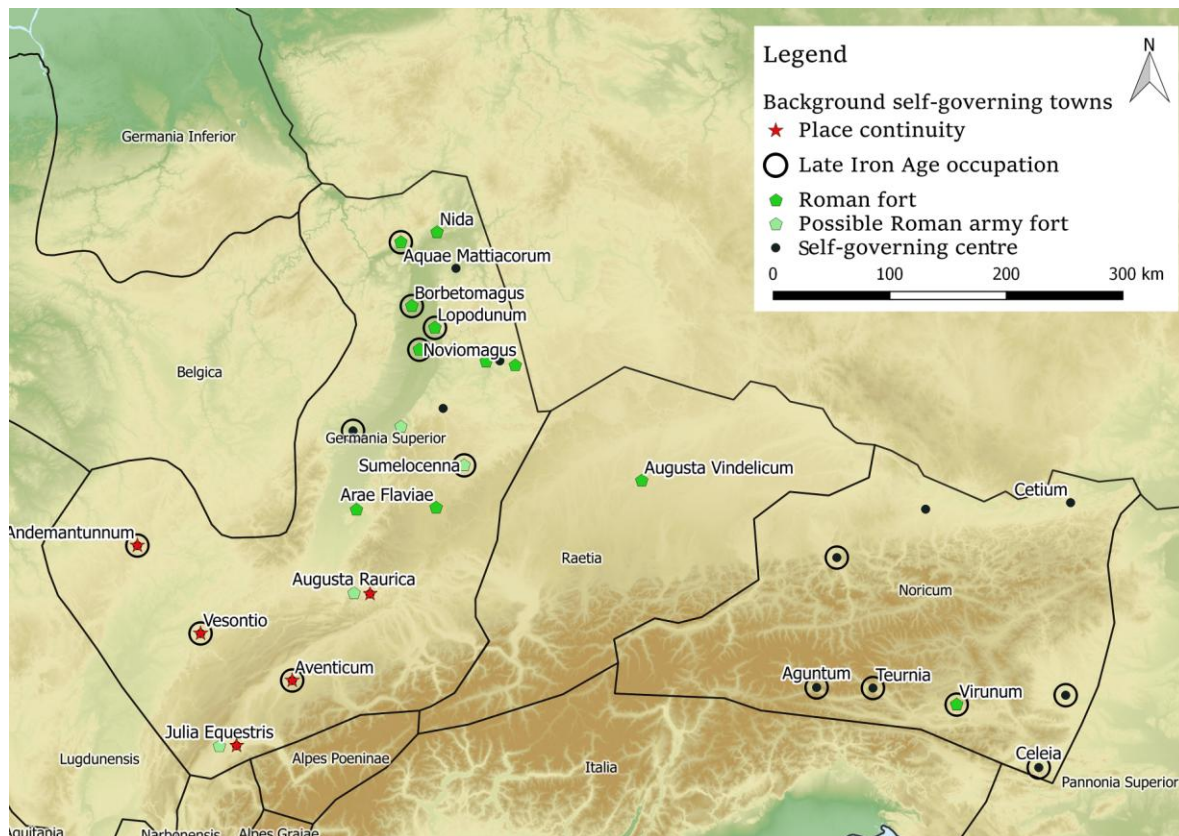 Legend
N
Background self-governing towns
Place continuity
Late Iron Age occupation
Roman fort
Possible Roman army fort
Self-governing centre
0 100 200 300 km
Germania Inferior
Nida
Aquae Mattiacorum
Borbetomagus
Lopodunum
Noviomagus
Belgica
Germania Superior
Sumelocenna
Augusta Vindelicum
Arae Flaviae
Cetium
Andemantunnum
Raetia
Augusta Raurica
Noricum
Vesontio
Aventicum
Aguntum
Teurnia
Virunum
Julia Equestris
Lugdunensis
Alpes Poeninae
Italia
Celeia
Pannonia Superior
Aquitania
Narbonensis
Alpes Graiae